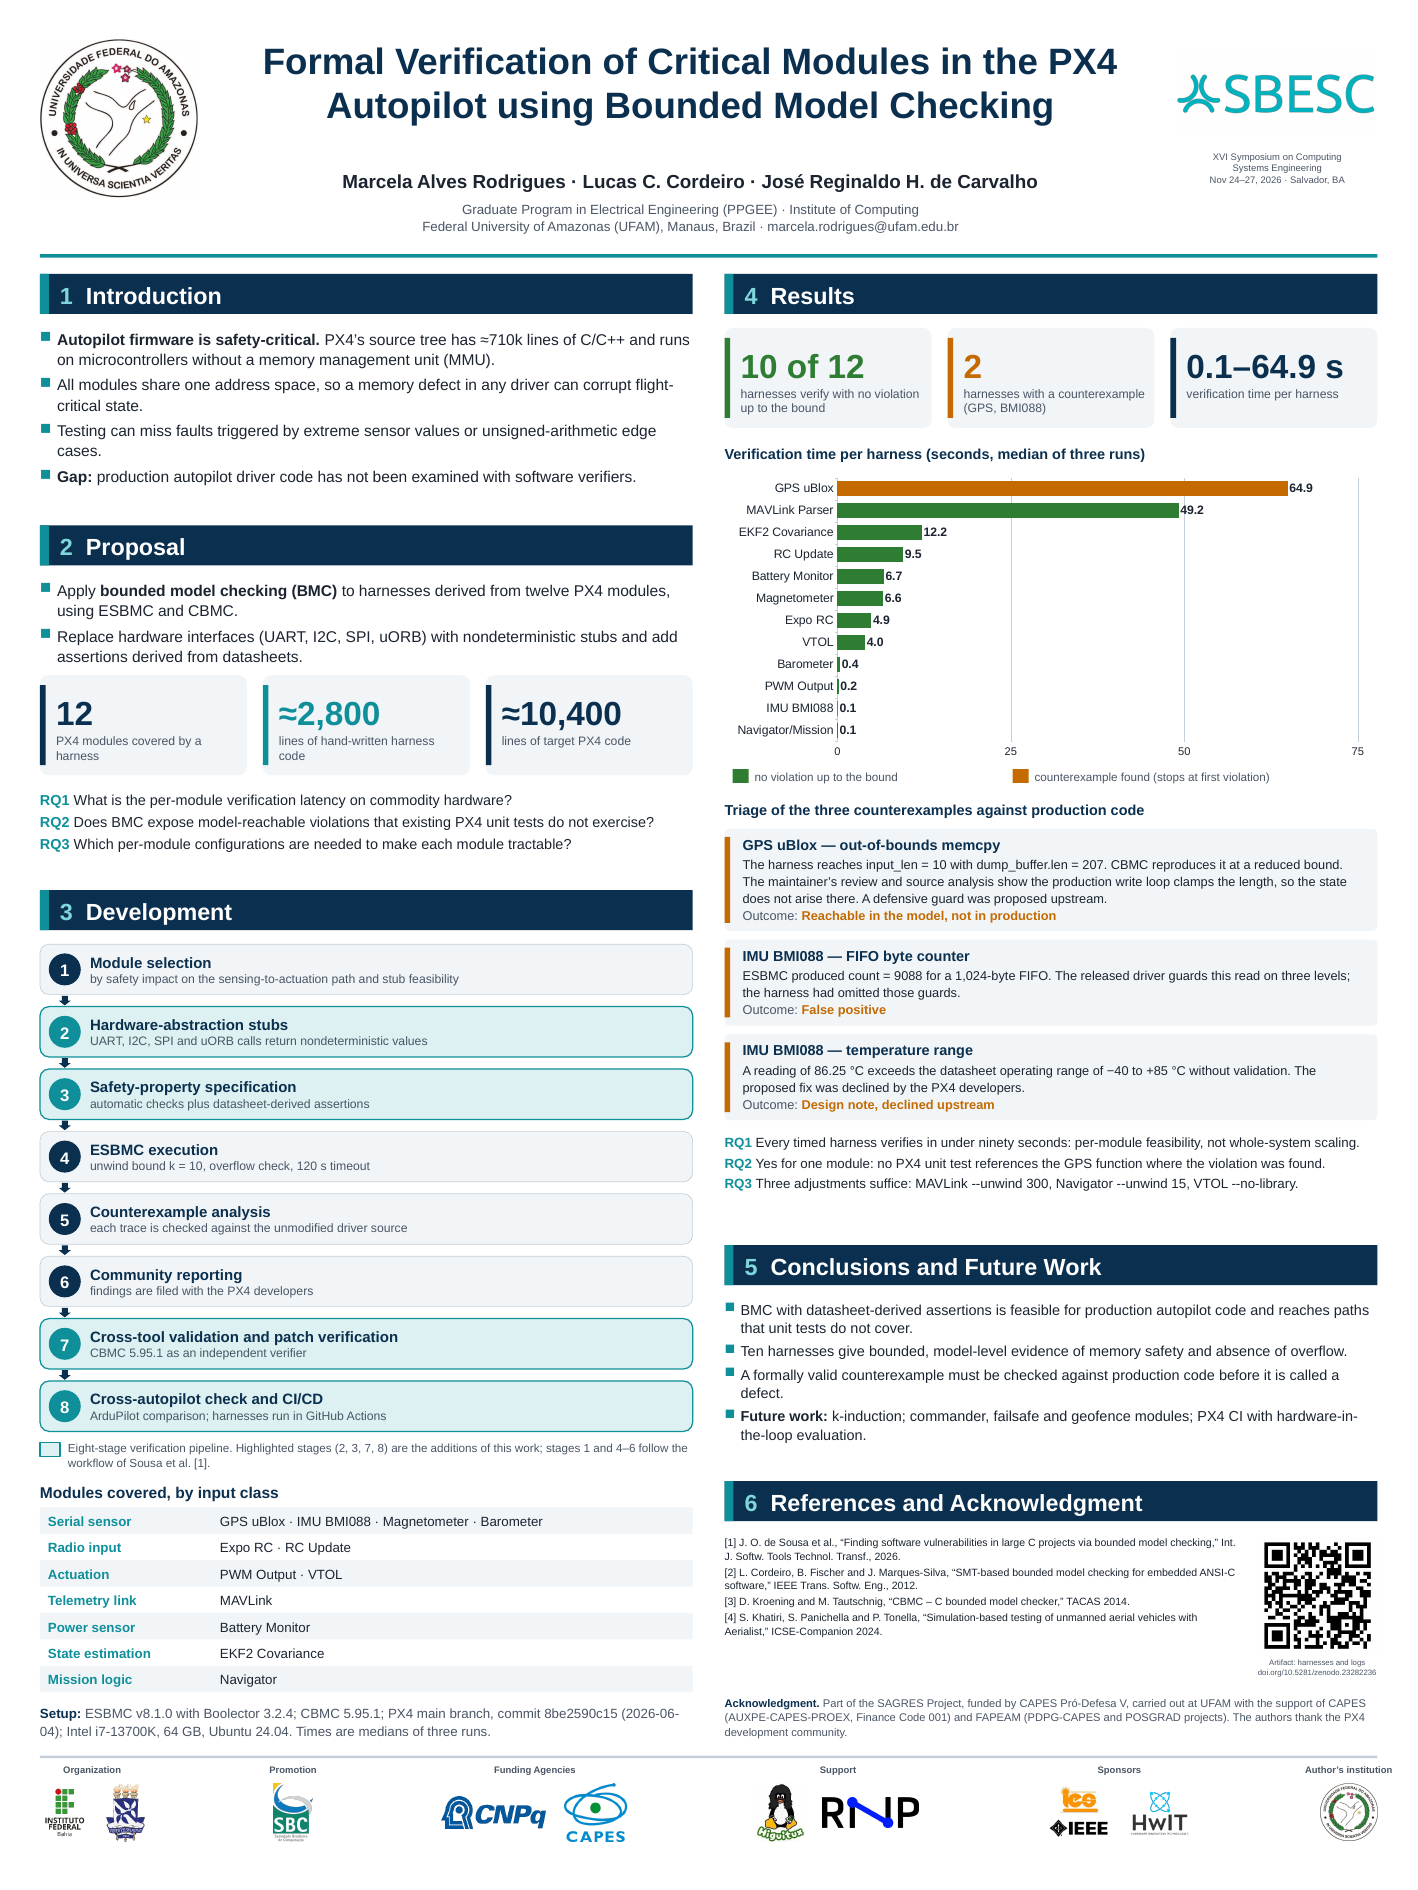 UNIVERSIDADE FEDERAL DO AMAZONAS
IN UNIVERSA SCIENTIA VERITAS
Formal Verification of Critical Modules in the PX4
Autopilot using Bounded Model Checking
Marcela Alves Rodrigues · Lucas C. Cordeiro · José Reginaldo H. de Carvalho
Graduate Program in Electrical Engineering (PPGEE) · Institute of Computing
Federal University of Amazonas (UFAM), Manaus, Brazil · marcela.rodrigues@ufam.edu.br
SBESC
XVI Symposium on Computing
Systems Engineering
Nov 24–27, 2026 · Salvador, BA
1 Introduction
Autopilot firmware is safety-critical. PX4's source tree has ≈710k lines of C/C++ and runs
on microcontrollers without a memory management unit (MMU).
All modules share one address space, so a memory defect in any driver can corrupt flight-
critical state.
Testing can miss faults triggered by extreme sensor values or unsigned-arithmetic edge
cases.
Gap: production autopilot driver code has not been examined with software verifiers.
2 Proposal
Apply bounded model checking (BMC) to harnesses derived from twelve PX4 modules,
using ESBMC and CBMC.
Replace hardware interfaces (UART, I2C, SPI, uORB) with nondeterministic stubs and add
assertions derived from datasheets.
12
PX4 modules covered by a
harness
≈2,800
lines of hand-written harness
code
≈10,400
lines of target PX4 code
RQ1 What is the per-module verification latency on commodity hardware?
RQ2 Does BMC expose model-reachable violations that existing PX4 unit tests do not exercise?
RQ3 Which per-module configurations are needed to make each module tractable?
3 Development
1 Module selection
by safety impact on the sensing-to-actuation path and stub feasibility
2 Hardware-abstraction stubs
UART, I2C, SPI and uORB calls return nondeterministic values
3 Safety-property specification
automatic checks plus datasheet-derived assertions
4 ESBMC execution
unwind bound k = 10, overflow check, 120 s timeout
5 Counterexample analysis
each trace is checked against the unmodified driver source
6 Community reporting
findings are filed with the PX4 developers
7 Cross-tool validation and patch verification
CBMC 5.95.1 as an independent verifier
8 Cross-autopilot check and CI/CD
ArduPilot comparison; harnesses run in GitHub Actions
Eight-stage verification pipeline. Highlighted stages (2, 3, 7, 8) are the additions of this work; stages 1 and 4–6 follow the
workflow of Sousa et al. [1].
Modules covered, by input class
Serial sensor GPS uBlox · IMU BMI088 · Magnetometer · Barometer
Radio input Expo RC · RC Update
Actuation PWM Output · VTOL
Telemetry link MAVLink
Power sensor Battery Monitor
State estimation EKF2 Covariance
Mission logic Navigator
Setup: ESBMC v8.1.0 with Boolector 3.2.4; CBMC 5.95.1; PX4 main branch, commit 8be2590c15 (2026-06-
04); Intel i7-13700K, 64 GB, Ubuntu 24.04. Times are medians of three runs.
4 Results
10 of 12
harnesses verify with no violation
up to the bound
2
harnesses with a counterexample
(GPS, BMI088)
0.1–64.9 s
verification time per harness
Verification time per harness (seconds, median of three runs)
GPS uBlox 64.9
MAVLink Parser 49.2
EKF2 Covariance 12.2
RC Update 9.5
Battery Monitor 6.7
Magnetometer 6.6
Expo RC 4.9
VTOL 4.0
Barometer 0.4
PWM Output 0.2
IMU BMI088 0.1
Navigator/Mission 0.1
0 25 50 75
no violation up to the bound counterexample found (stops at first violation)
Triage of the three counterexamples against production code
GPS uBlox — out-of-bounds memcpy
The harness reaches input_len = 10 with dump_buffer.len = 207. CBMC reproduces it at a reduced bound.
The maintainer's review and source analysis show the production write loop clamps the length, so the state
does not arise there. A defensive guard was proposed upstream.
Outcome: Reachable in the model, not in production
IMU BMI088 — FIFO byte counter
ESBMC produced count = 9088 for a 1,024-byte FIFO. The released driver guards this read on three levels;
the harness had omitted those guards.
Outcome: False positive
IMU BMI088 — temperature range
A reading of 86.25 °C exceeds the datasheet operating range of −40 to +85 °C without validation. The
proposed fix was declined by the PX4 developers.
Outcome: Design note, declined upstream
RQ1 Every timed harness verifies in under ninety seconds: per-module feasibility, not whole-system scaling.
RQ2 Yes for one module: no PX4 unit test references the GPS function where the violation was found.
RQ3 Three adjustments suffice: MAVLink --unwind 300, Navigator --unwind 15, VTOL --no-library.
5 Conclusions and Future Work
BMC with datasheet-derived assertions is feasible for production autopilot code and reaches paths
that unit tests do not cover.
Ten harnesses give bounded, model-level evidence of memory safety and absence of overflow.
A formally valid counterexample must be checked against production code before it is called a
defect.
Future work: k-induction; commander, failsafe and geofence modules; PX4 CI with hardware-in-
the-loop evaluation.
6 References and Acknowledgment
[1] J. O. de Sousa et al., “Finding software vulnerabilities in large C projects via bounded model checking,” Int.
J. Softw. Tools Technol. Transf., 2026.
[2] L. Cordeiro, B. Fischer and J. Marques-Silva, “SMT-based bounded model checking for embedded ANSI-C
software,” IEEE Trans. Softw. Eng., 2012.
[3] D. Kroening and M. Tautschnig, “CBMC – C bounded model checker,” TACAS 2014.
[4] S. Khatiri, S. Panichella and P. Tonella, “Simulation-based testing of unmanned aerial vehicles with
Aerialist,” ICSE-Companion 2024.
Artifact: harnesses and logs
doi.org/10.5281/zenodo.23282236
Acknowledgment. Part of the SAGRES Project, funded by CAPES Pró-Defesa V, carried out at UFAM with the support of CAPES
(AUXPE-CAPES-PROEX, Finance Code 001) and FAPEAM (PDPG-CAPES and POSGRAD projects). The authors thank the PX4
development community.
Organization Promotion Funding Agencies Support Sponsors Author's institution
INSTITUTO
FEDERAL
Bahia
SBC
CNPq
CAPES
Niguitux
RNP
IEEE
HwIT